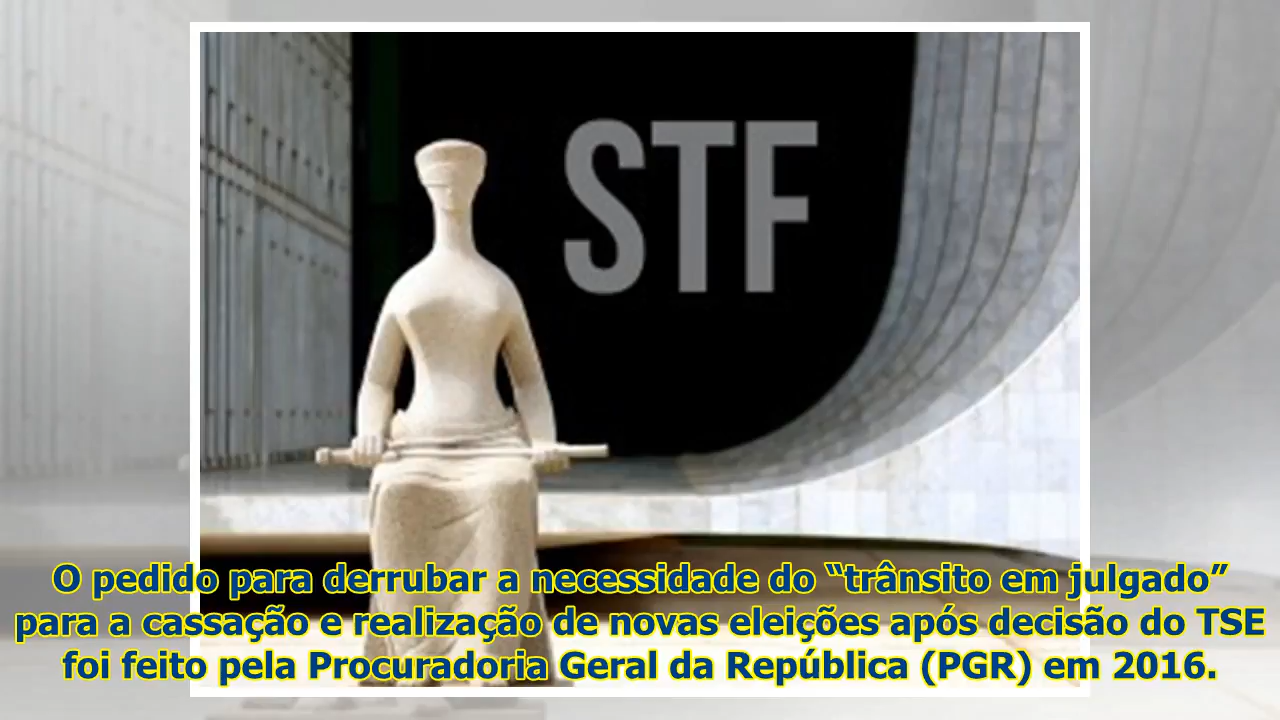 STF
O pedido para derrubar a necessidade do “trânsito em julgado”
para a cassação e realização de novas eleições após decisão do TSE
foi feito pela Procuradoria Geral da República (PGR) em 2016.